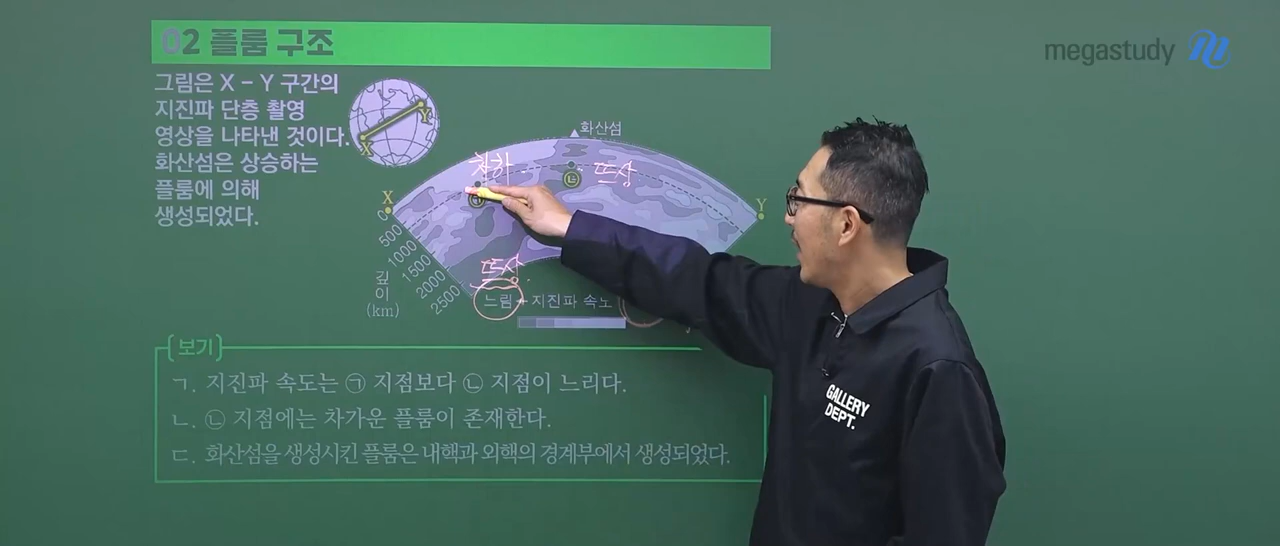 02 플룸 구조
megastudy
그림은 X – Y 구간의
지진파 단층 촬영
영상을 나타낸 것이다.
화산섬은 상승하는
플룸에 의해
생성되었다.
X
Y
화산섬
차하
뜨상
㉡
X
Y
0
500
1000
1500
2000
2500
깊이
(km)
뜨상
느림 지진파 속도
보기
ㄱ. 지진파 속도는 ㉠ 지점보다 ㉡ 지점이 느리다.
ㄴ. ㉡ 지점에는 차가운 플룸이 존재한다.
ㄷ. 화산섬을 생성시킨 플룸은 내핵과 외핵의 경계부에서 생성되었다.
GALLERY
DEPT.